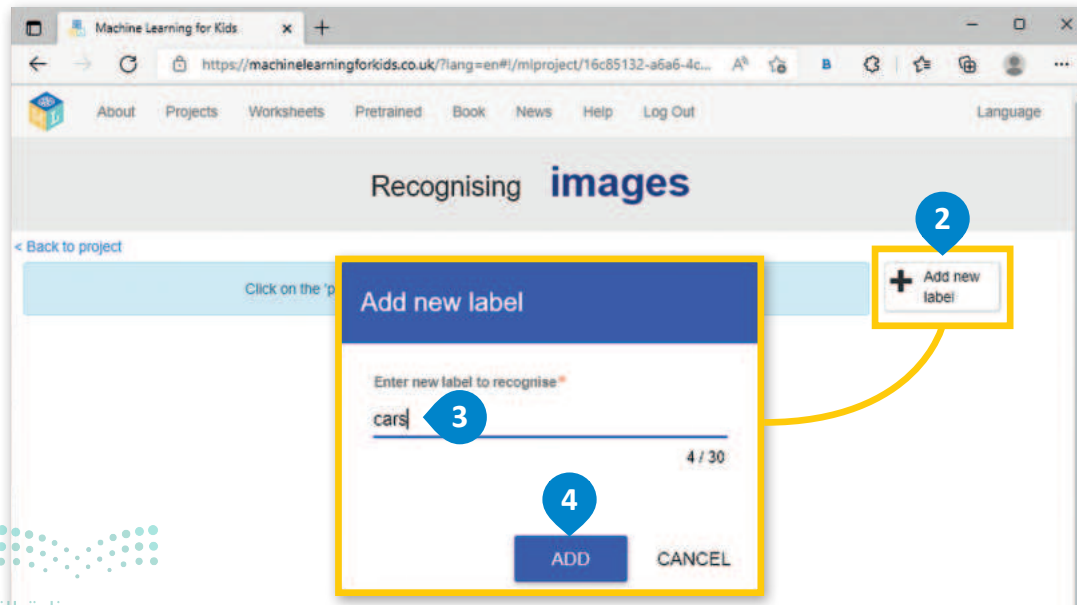 Machine Learning for Kids
https://machinelearningforkids.co.uk/?lang=en#!/mlproject/16c85132-a6a6-4c...
About Projects Worksheets Pretrained Book News Help Log Out Language
Recognising images
2
< Back to project
Click on the 'p
Add new
label
Add new label
Enter new label to recognise*
cars
3
4 / 30
4
ADD CANCEL